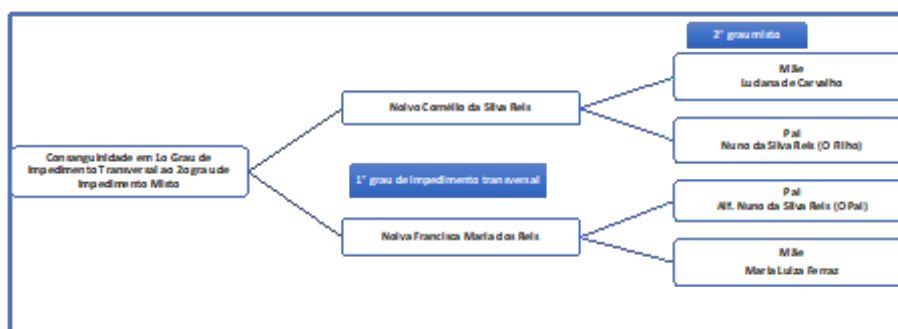 2° grau misto
Mãe
Luciana de Carvalho
Noivo Cornélio da Silva Reis
Pai
Nuno da Silva Reis (O Filho)
Consanguinidade em 1o Grau de
Impedimento Transversal ao 2o grau de
Impedimento Misto
1° grau de impedimento transversal
Pai
Alf. Nuno da Silva Reis (O Pai)
Noiva Francisca Maria dos Reis
Mãe
Maria Luiza Ferraz